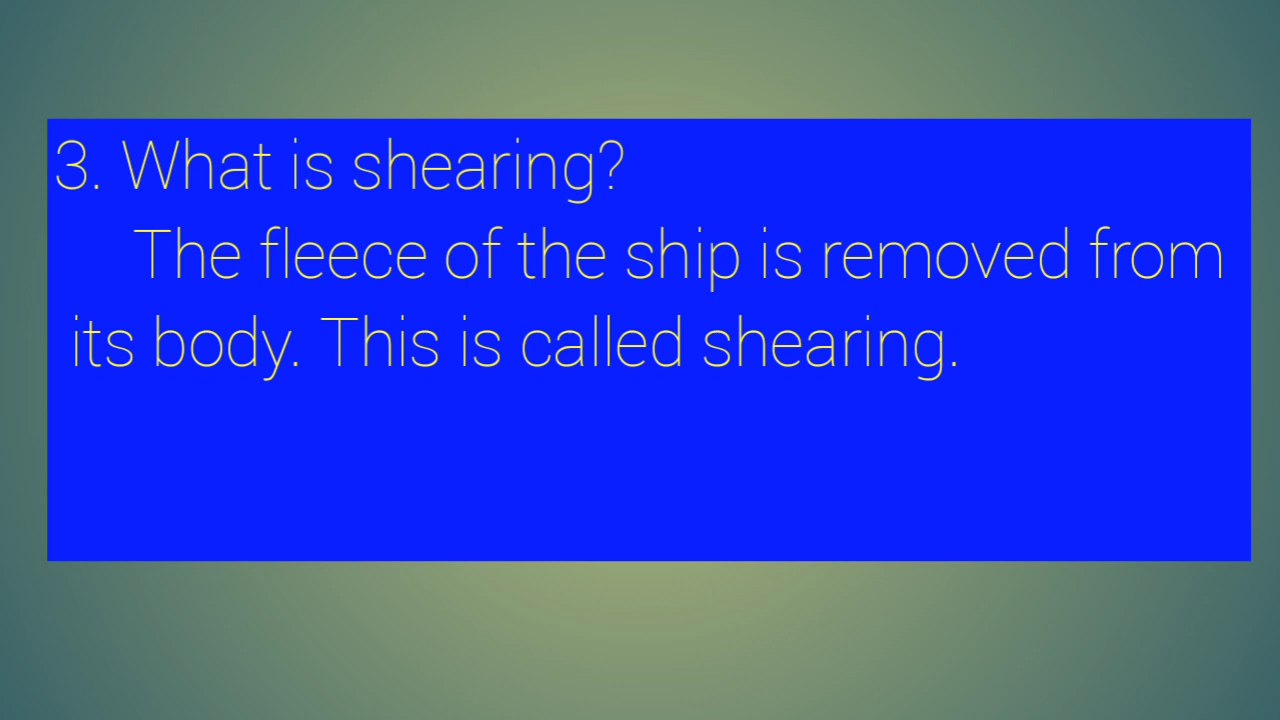 3. What is shearing?
The fleece of the ship is removed from
its body. This is called shearing.